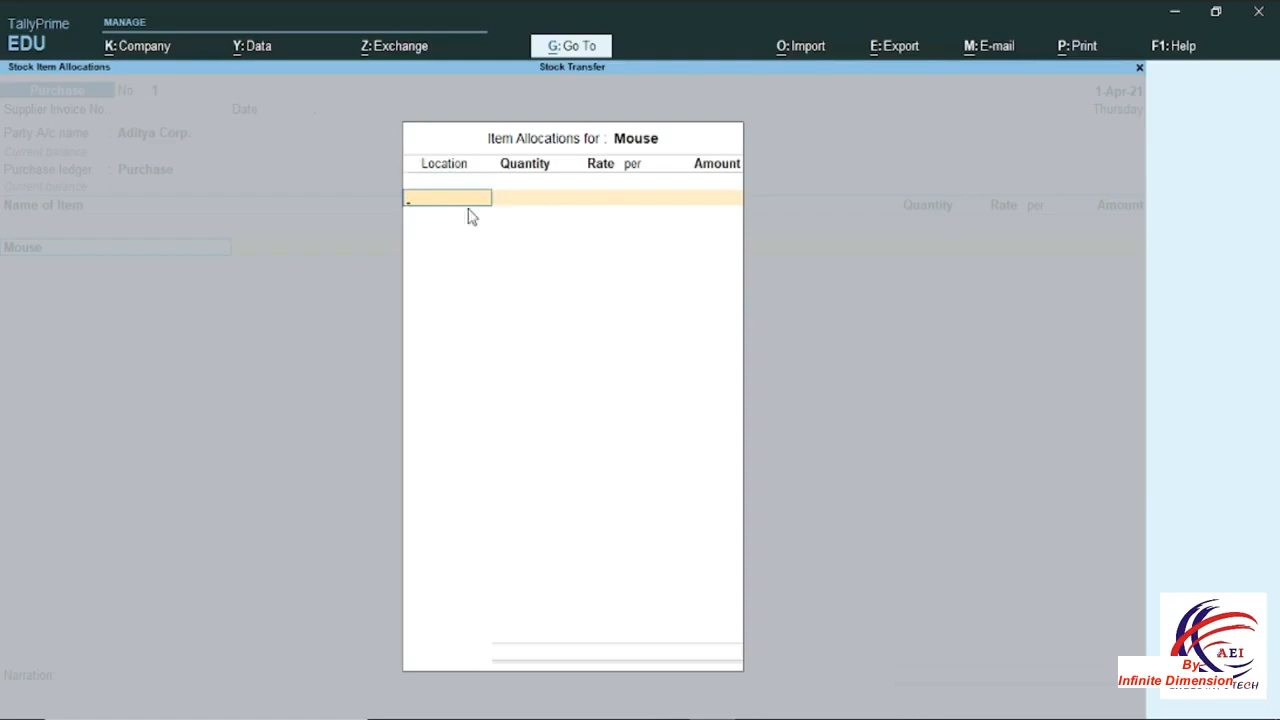 TallyPrime
EDU
MANAGE
K: Company
Y: Data
Z: Exchange
G: Go To
O: Import
E: Export
M: E-mail
P: Print
F1: Help
Stock Item Allocations
Stock Transfer
x
Purchase
No. 1
1-Apr-21
Supplier Invoice No.
Date
Thursday
Party A/c name : Aditya Corp.
Current balance :
Purchase ledger : Purchase
Current balance :
Name of Item
Quantity
Rate per
Amount
Mouse
Item Allocations for : Mouse
Location Quantity Rate per Amount
Narration
AEI
By-
Infinite Dimension